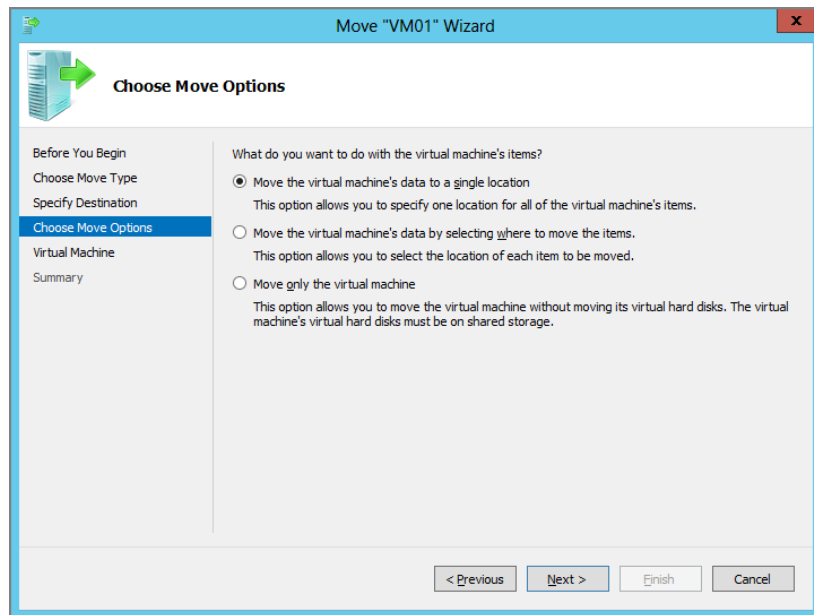 Move "VM01" Wizard
x
Choose Move Options
Before You Begin
Choose Move Type
Specify Destination
Choose Move Options
Virtual Machine
Summary
What do you want to do with the virtual machine's items?
Move the virtual machine's data to a single location
This option allows you to specify one location for all of the virtual machine's items.
Move the virtual machine's data by selecting where to move the items.
This option allows you to select the location of each item to be moved.
Move only the virtual machine
This option allows you to move the virtual machine without moving its virtual hard disks. The virtual
machine's virtual hard disks must be on shared storage.
< Previous
Next >
Finish
Cancel